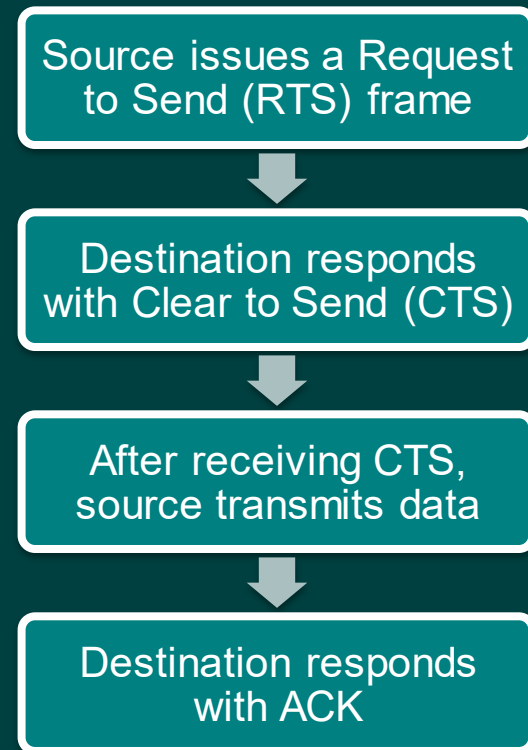 Source issues a Request
to Send (RTS) frame
Destination responds
with Clear to Send (CTS)
After receiving CTS,
source transmits data
Destination responds
with ACK